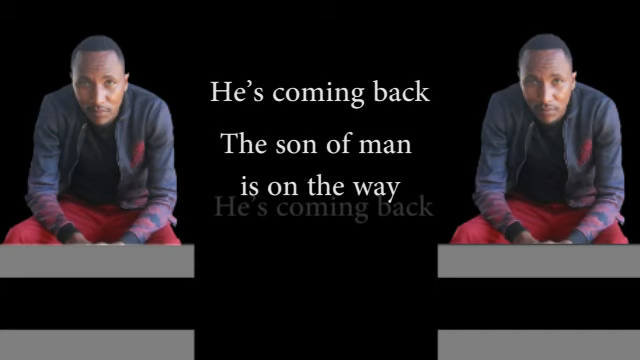 He's coming back
The son of man
is on the way
He's coming back